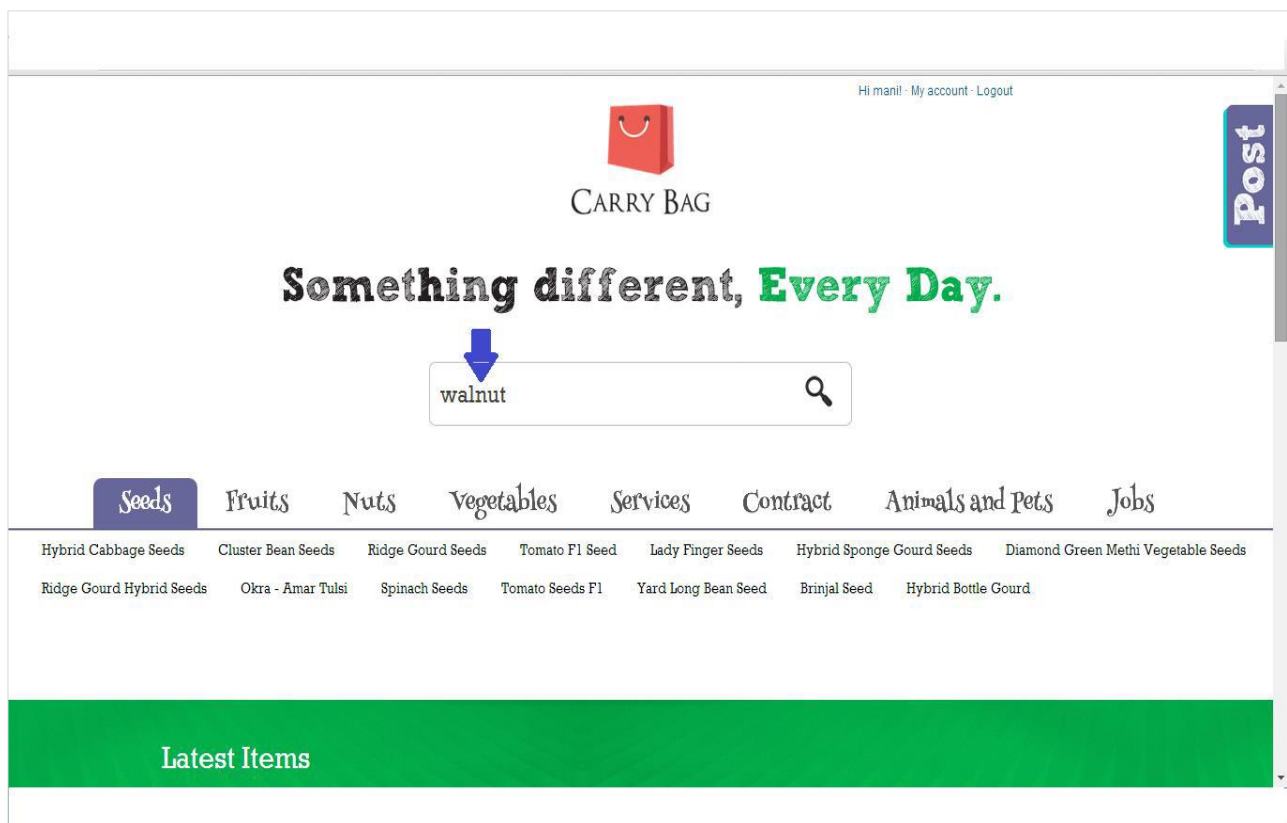 Hi mani! · My account · Logout
Post
CARRY BAG
Something different, Every Day.
walnut
Seeds Fruits Nuts Vegetables Services Contract Animals and Pets Jobs
Hybrid Cabbage Seeds Cluster Bean Seeds Ridge Gourd Seeds Tomato F1 Seed Lady Finger Seeds Hybrid Sponge Gourd Seeds Diamond Green Methi Vegetable Seeds
Ridge Gourd Hybrid Seeds Okra - Amar Tulsi Spinach Seeds Tomato Seeds F1 Yard Long Bean Seed Brinjal Seed Hybrid Bottle Gourd
Latest Items